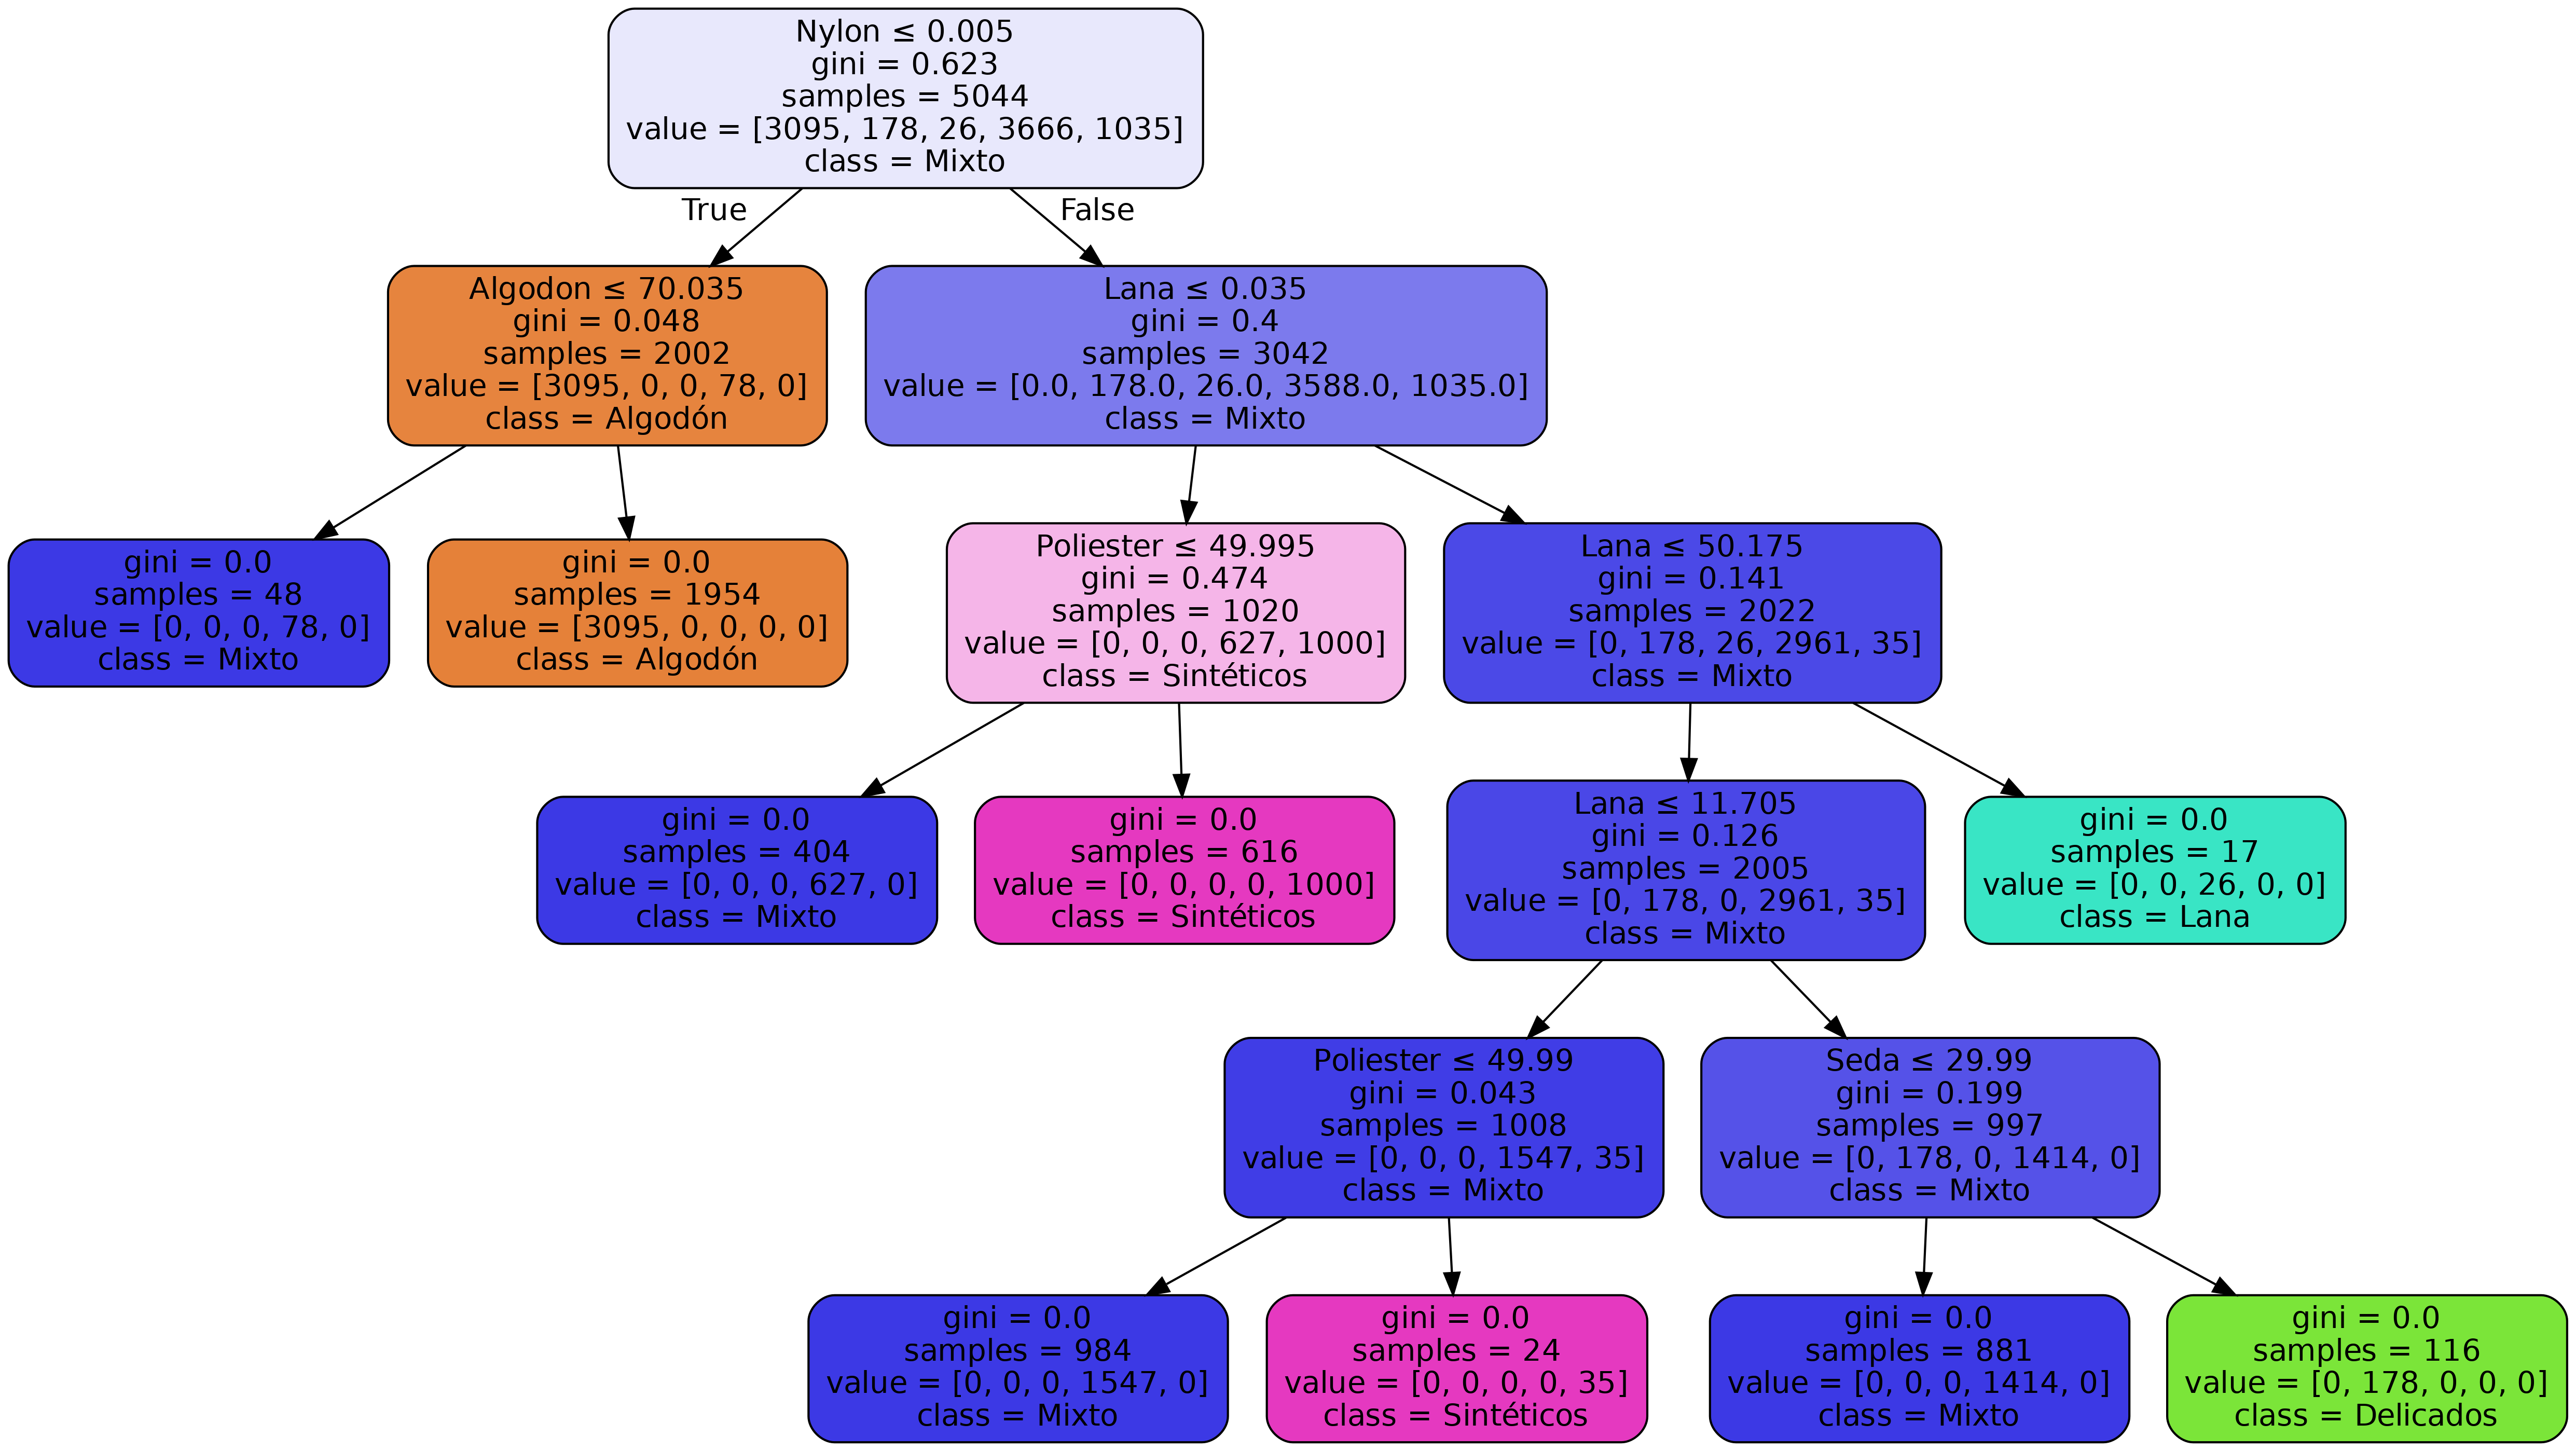 Nylon ≤ 0.005
gini = 0.623
samples = 5044
value = [3095, 178, 26, 3666, 1035]
class = Mixto
True
False
Algodon ≤ 70.035
gini = 0.048
samples = 2002
value = [3095, 0, 0, 78, 0]
class = Algodón
Lana ≤ 0.035
gini = 0.4
samples = 3042
value = [0.0, 178.0, 26.0, 3588.0, 1035.0]
class = Mixto
gini = 0.0
samples = 48
value = [0, 0, 0, 78, 0]
class = Mixto
gini = 0.0
samples = 1954
value = [3095, 0, 0, 0, 0]
class = Algodón
Poliester ≤ 49.995
gini = 0.474
samples = 1020
value = [0, 0, 0, 627, 1000]
class = Sintéticos
Lana ≤ 50.175
gini = 0.141
samples = 2022
value = [0, 178, 26, 2961, 35]
class = Mixto
gini = 0.0
samples = 404
value = [0, 0, 0, 627, 0]
class = Mixto
gini = 0.0
samples = 616
value = [0, 0, 0, 0, 1000]
class = Sintéticos
Lana ≤ 11.705
gini = 0.126
samples = 2005
value = [0, 178, 0, 2961, 35]
class = Mixto
gini = 0.0
samples = 17
value = [0, 0, 26, 0, 0]
class = Lana
Poliester ≤ 49.99
gini = 0.043
samples = 1008
value = [0, 0, 0, 1547, 35]
class = Mixto
Seda ≤ 29.99
gini = 0.199
samples = 997
value = [0, 178, 0, 1414, 0]
class = Mixto
gini = 0.0
samples = 984
value = [0, 0, 0, 1547, 0]
class = Mixto
gini = 0.0
samples = 24
value = [0, 0, 0, 0, 35]
class = Sintéticos
gini = 0.0
samples = 881
value = [0, 0, 0, 1414, 0]
class = Mixto
gini = 0.0
samples = 116
value = [0, 178, 0, 0, 0]
class = Delicados